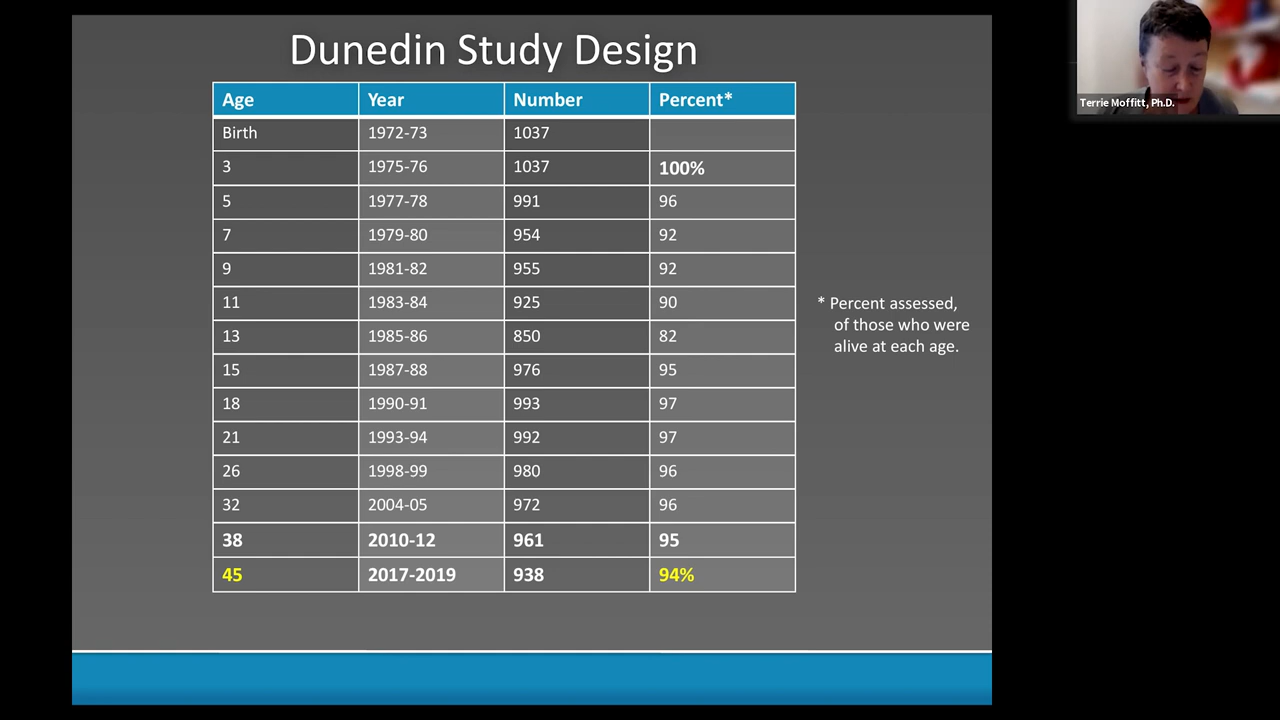 Dunedin Study Design
Age Year Number Percent*
Birth 1972-73 1037
3 1975-76 1037 100%
5 1977-78 991 96
7 1979-80 954 92
9 1981-82 955 92
11 1983-84 925 90
13 1985-86 850 82
15 1987-88 976 95
18 1990-91 993 97
21 1993-94 992 97
26 1998-99 980 96
32 2004-05 972 96
38 2010-12 961 95
45 2017-2019 938 94%
* Percent assessed,
of those who were
alive at each age.
Terrie Moffitt, Ph.D.